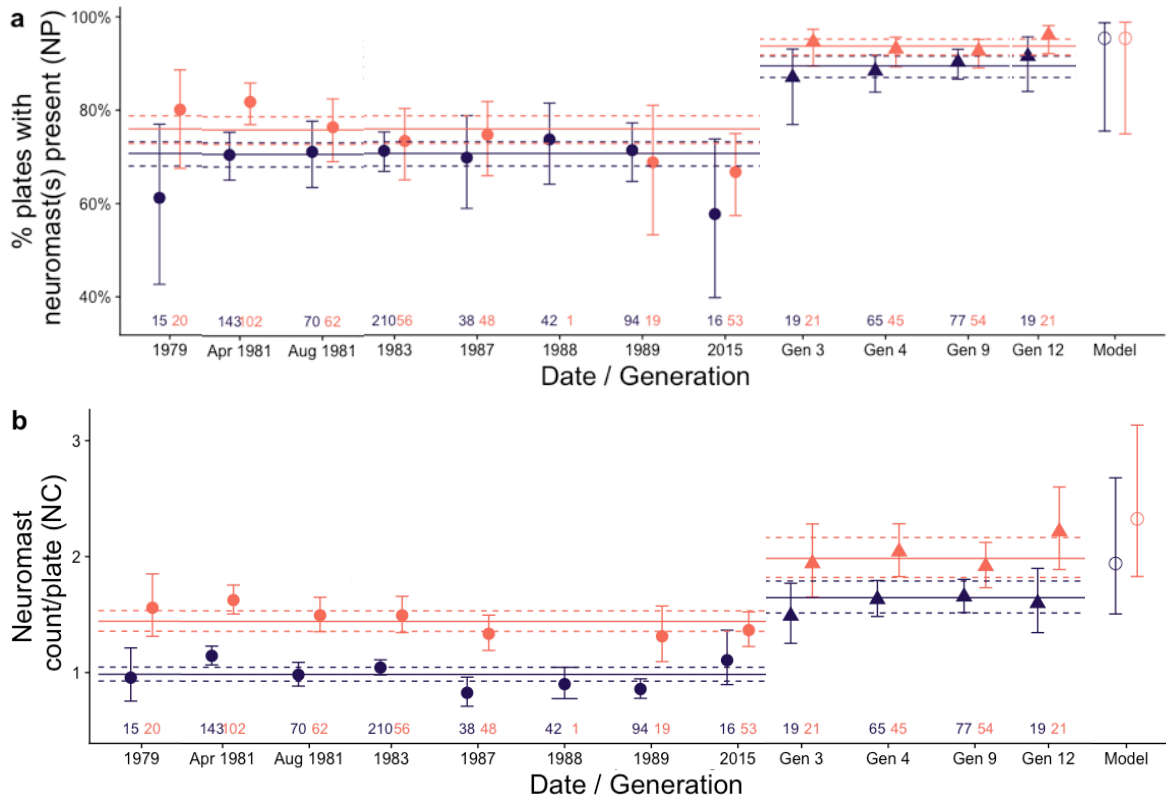 a
% plates with
neuromast(s) present (NP)
100%
80%
60%
40%
15 20 143 102 70 62 210 56 38 48 42 1 94 19 16 53 19 21 65 45 77 54 19 21
1979 Apr 1981 Aug 1981 1983 1987 1988 1989 2015 Gen 3 Gen 4 Gen 9 Gen 12 Model
Date / Generation
b
Neuromast
count/plate (NC)
3
2
1
15 20 143 102 70 62 210 56 38 48 42 1 94 19 16 53 19 21 65 45 77 54 19 21
1979 Apr 1981 Aug 1981 1983 1987 1988 1989 2015 Gen 3 Gen 4 Gen 9 Gen 12 Model
Date / Generation